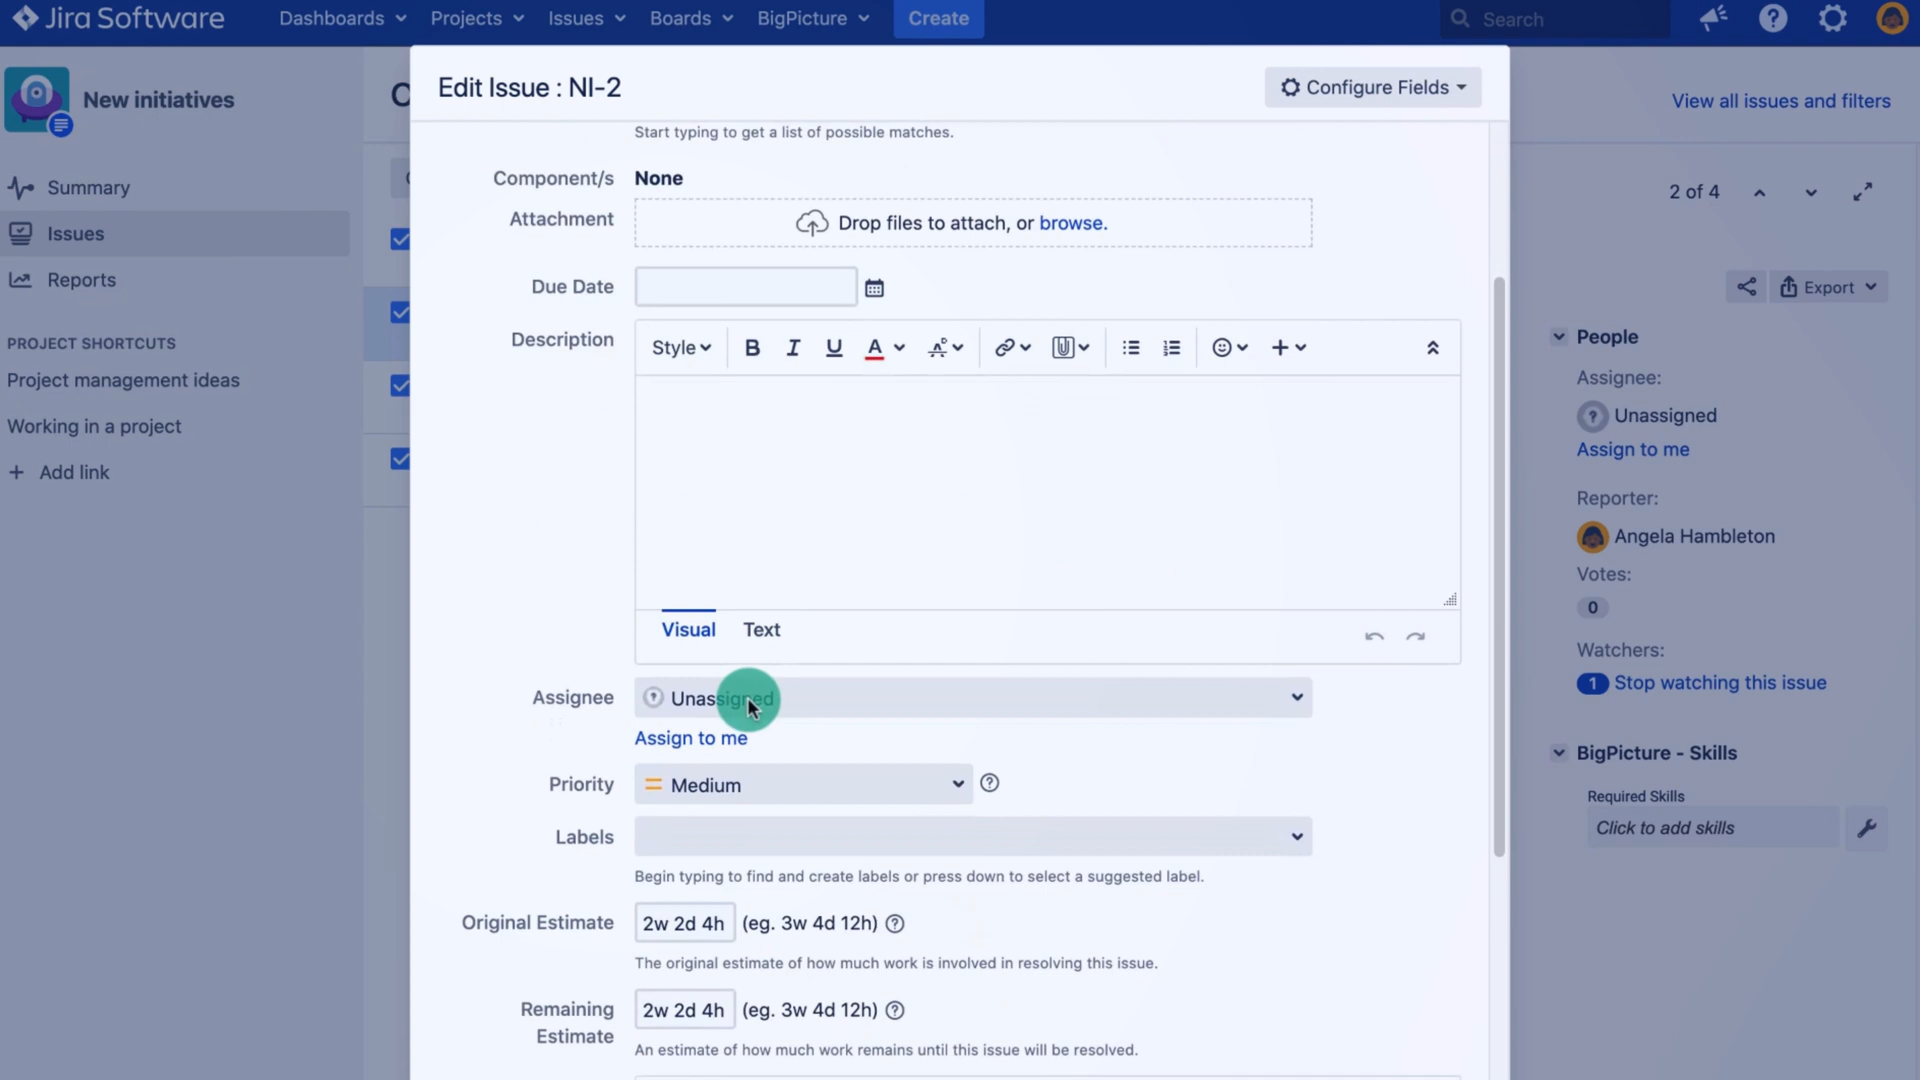 Jira Software Dashboards Projects Issues Boards BigPicture Create Search
New initiatives
Summary
Issues
Reports
PROJECT SHORTCUTS
Project management ideas
Working in a project
+ Add link
Edit Issue : NI-2
Configure Fields
Start typing to get a list of possible matches.
Component/s None
Attachment Drop files to attach, or browse.
Due Date
Description Style B I U A
Visual Text
Assignee Unassigned
Assign to me
Priority Medium
Labels
Begin typing to find and create labels or press down to select a suggested label.
Original Estimate 2w 2d 4h (eg. 3w 4d 12h)
The original estimate of how much work is involved in resolving this issue.
Remaining Estimate 2w 2d 4h (eg. 3w 4d 12h)
An estimate of how much work remains until this issue will be resolved.
View all issues and filters
2 of 4
Export
People
Assignee:
Unassigned
Assign to me
Reporter:
Angela Hambleton
Votes:
0
Watchers:
1 Stop watching this issue
BigPicture - Skills
Required Skills
Click to add skills